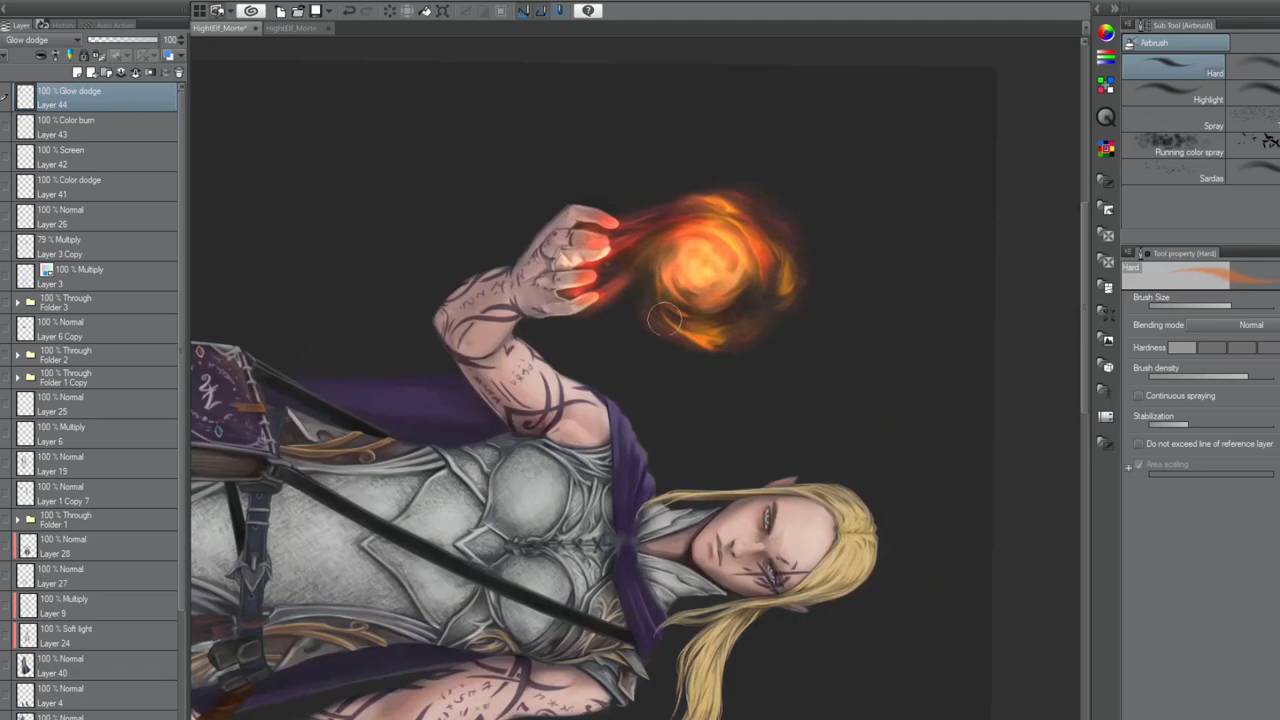 Layer
History
Auto Action
HightElf_Morte*
HightElf_Morte
Glow dodge
100
100 % Glow dodge
Layer 44
100 % Color burn
Layer 43
100 % Screen
Layer 42
100 % Color dodge
Layer 41
100 % Normal
Layer 26
79 % Multiply
Layer 3 Copy
100 % Multiply
Layer 3
100 % Through
Folder 3
100 % Normal
Layer 6 Copy
100 % Through
Folder 2
100 % Through
Folder 1 Copy
100 % Normal
Layer 25
100 % Multiply
Layer 6
100 % Normal
Layer 19
100 % Normal
Layer 1 Copy 7
100 % Through
Folder 1
100 % Normal
Layer 28
100 % Normal
Layer 27
100 % Multiply
Layer 9
100 % Soft light
Layer 24
100 % Normal
Layer 40
100 % Normal
Layer 4
100 % Normal
Sub Tool [Airbrush]
Airbrush
Hard
Highlight
Spray
Running color spray
Sardas
Tool property [Hard]
Hard
Brush Size
Blending mode Normal
Hardness
Brush density
Continuous spraying
Stabilization
Do not exceed line of reference layer
Area scaling